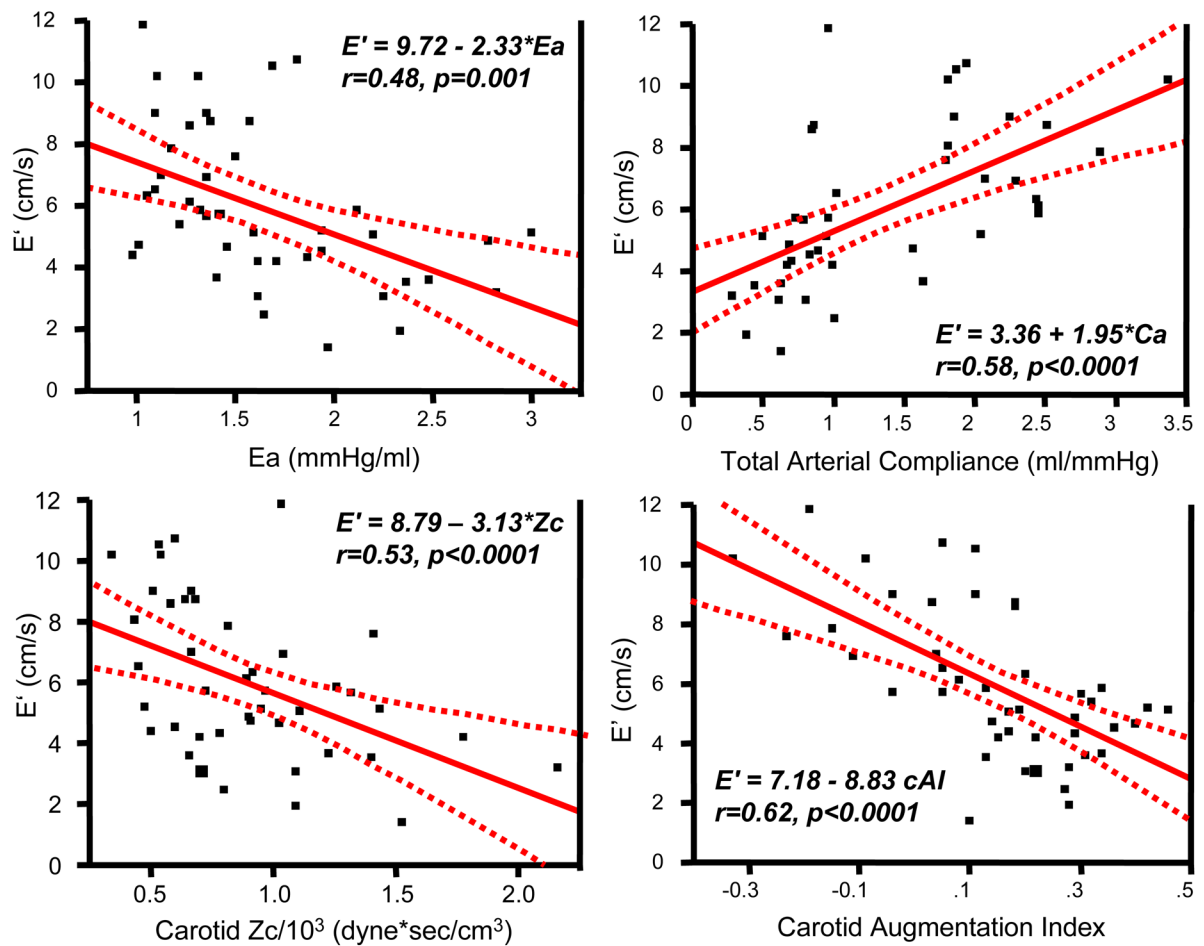 12
10
8
6
4
2
0
E‘ (cm/s)
E' = 9.72 - 2.33*Ea
r=0.48, p=0.001
1 1.5 2 2.5 3
Ea (mmHg/ml)
12
10
8
6
4
2
0
E‘ (cm/s)
E' = 3.36 + 1.95*Ca
r=0.58, p<0.0001
0 .5 1.0 1.5 2.0 2.5 3 3.5
Total Arterial Compliance (ml/mmHg)
12
10
8
6
4
2
0
E‘ (cm/s)
E' = 8.79 – 3.13*Zc
r=0.53, p<0.0001
0.5 1.0 1.5 2.0
Carotid Zc/10³ (dyne*sec/cm³)
12
10
8
6
4
2
0
E’ (cm/s)
E' = 7.18 - 8.83 cAI
r=0.62, p<0.0001
-0.3 -0.1 .1 .3 .5
Carotid Augmentation Index